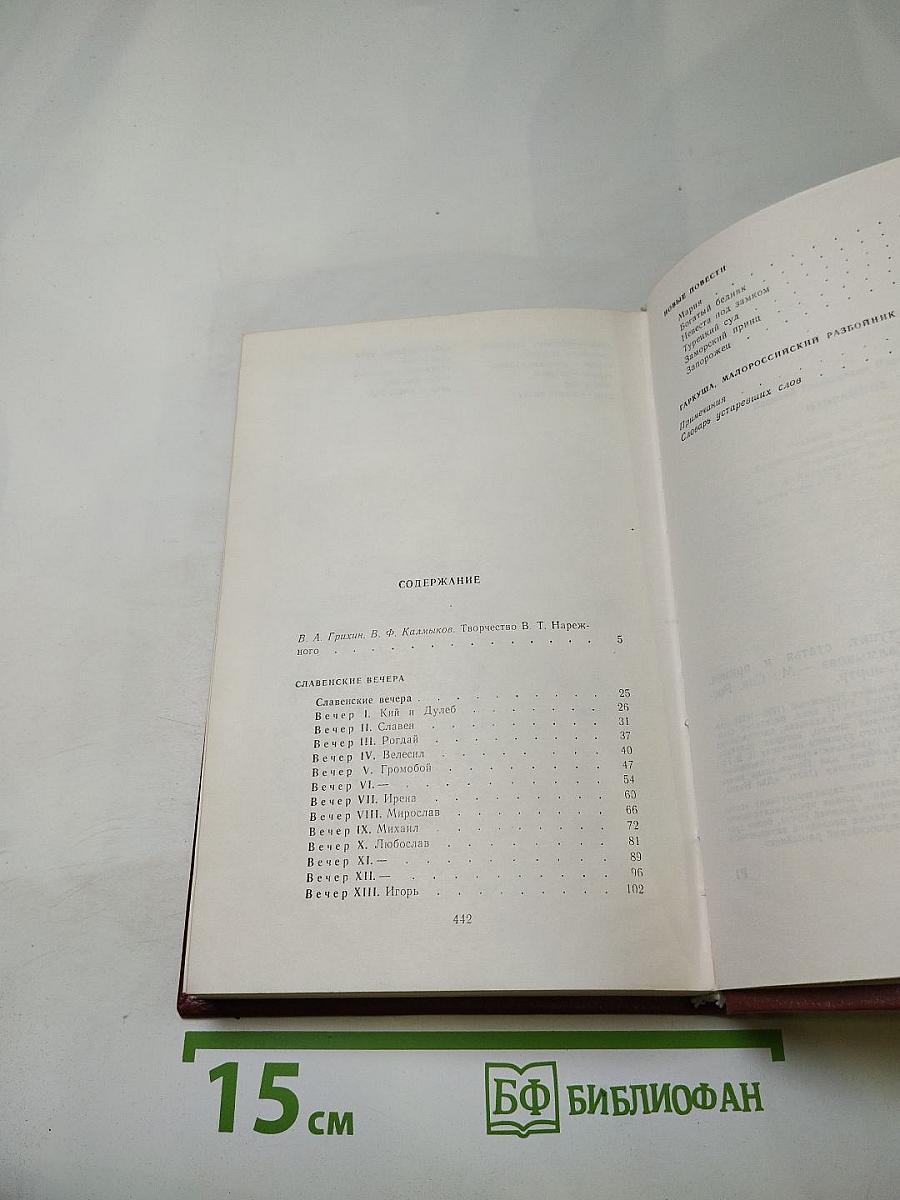 СОДЕРЖАНИЕ
В. А. Грихин, В. Ф. Калмыков. Творчество В. Т. Нареж-
ного . . . . . . . . . . . . . 5
СЛАВЕНСКИЕ ВЕЧЕРА
Славенские вечера . . . . . . . . . 25
Вечер I. Кий и Дулеб . . . . . . . 26
Вечер II. Славен . . . . . . . . . 31
Вечер III. Рогдай . . . . . . . . . 37
Вечер IV. Велесил . . . . . . . . . 40
Вечер V. Громобой . . . . . . . . 47
Вечер VI. — . . . . . . . . . . 54
Вечер VII. Ирена . . . . . . . . . 60
Вечер VIII. Мирослав . . . . . . . . 66
Вечер IX. Михаил . . . . . . . . . 72
Вечер X. Любослав . . . . . . . . 81
Вечер XI. — . . . . . . . . . . 89
Вечер XII. — . . . . . . . . . . 96
Вечер XIII. Игорь . . . . . . . . . 102
442
НОВЫЕ ПОВЕСТИ
Мария . . . . . . . .
Богатый бедняк . . . . . .
Невеста под замком . . . . .
Турецкий суд . . . . . .
Заморский принц . . . . .
Запорожец . . . . . . .
ГАРКУША, МАЛОРОССИЙСКИЙ РАЗБОЙНИК
Примечания . . . . . . .
Словарь устаревших слов . . . .
15 см
БФ БИБЛИОФАН